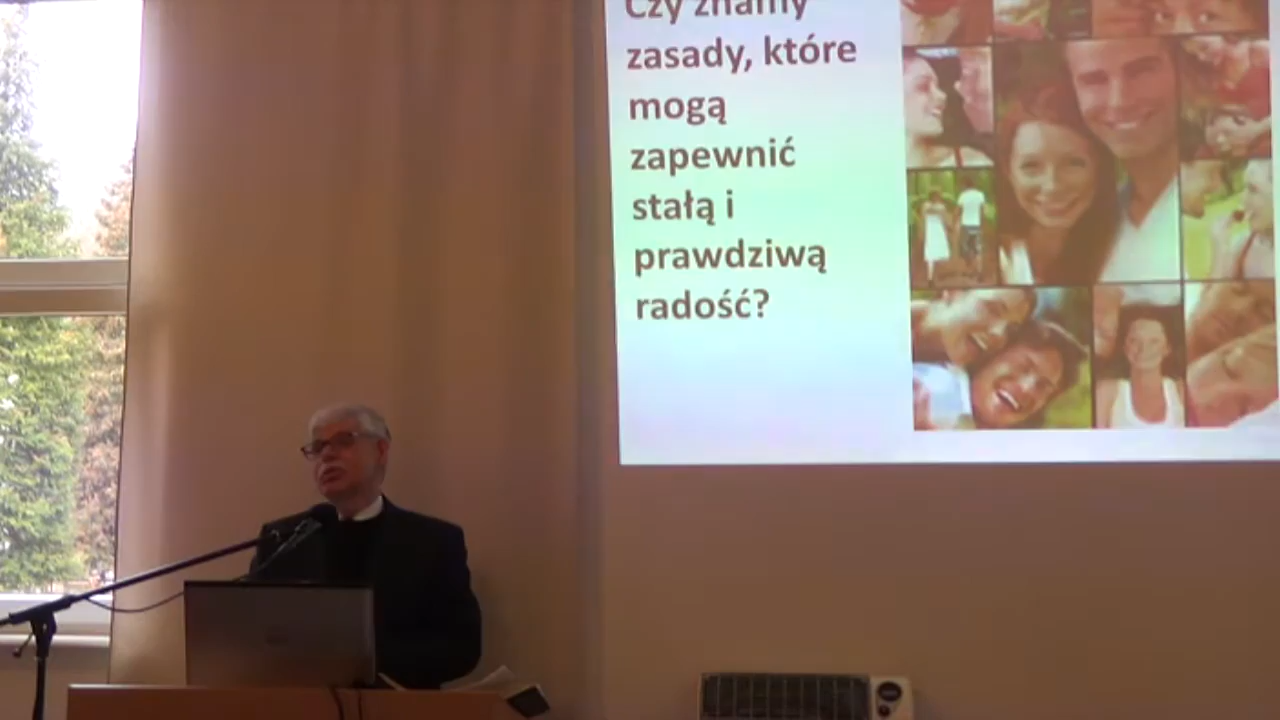 Czy znamy
zasady, które
mogą
zapewnić
stałą i
prawdziwą
radość?